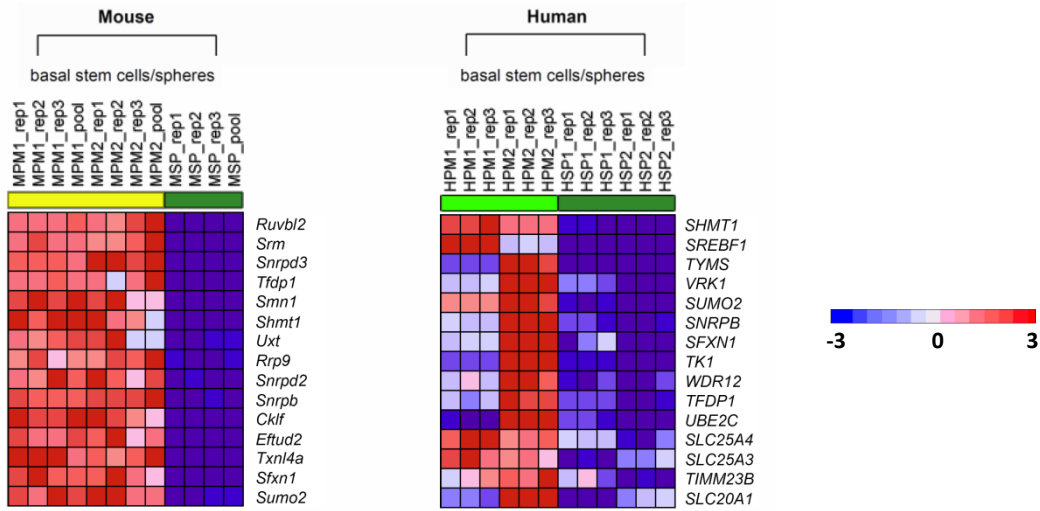 Mouse
basal stem cells/spheres
MPM1_rep1
MPM1_rep2
MPM1_rep3
MPM1_pool
MPM2_rep1
MPM2_rep2
MPM2_rep3
MPM2_pool
MSP_rep1
MSP_rep2
MSP_rep3
MSP_pool
Ruvbl2
Srm
Snrpd3
Tfdp1
Smn1
Shmt1
Uxt
Rrp9
Snrpd2
Snrpb
Cklf
Eftud2
Txnl4a
Sfxn1
Sumo2
Human
basal stem cells/spheres
HPM1_rep1
HPM1_rep2
HPM1_rep3
HPM2_rep1
HPM2_rep2
HPM2_rep3
HSP1_rep1
HSP1_rep2
HSP1_rep3
HSP2_rep1
HSP2_rep2
HSP2_rep3
SHMT1
SREBF1
TYMS
VRK1
SUMO2
SNRPB
SFXN1
TK1
WDR12
TFDP1
UBE2C
SLC25A4
SLC25A3
TIMM23B
SLC20A1
-3 0 3